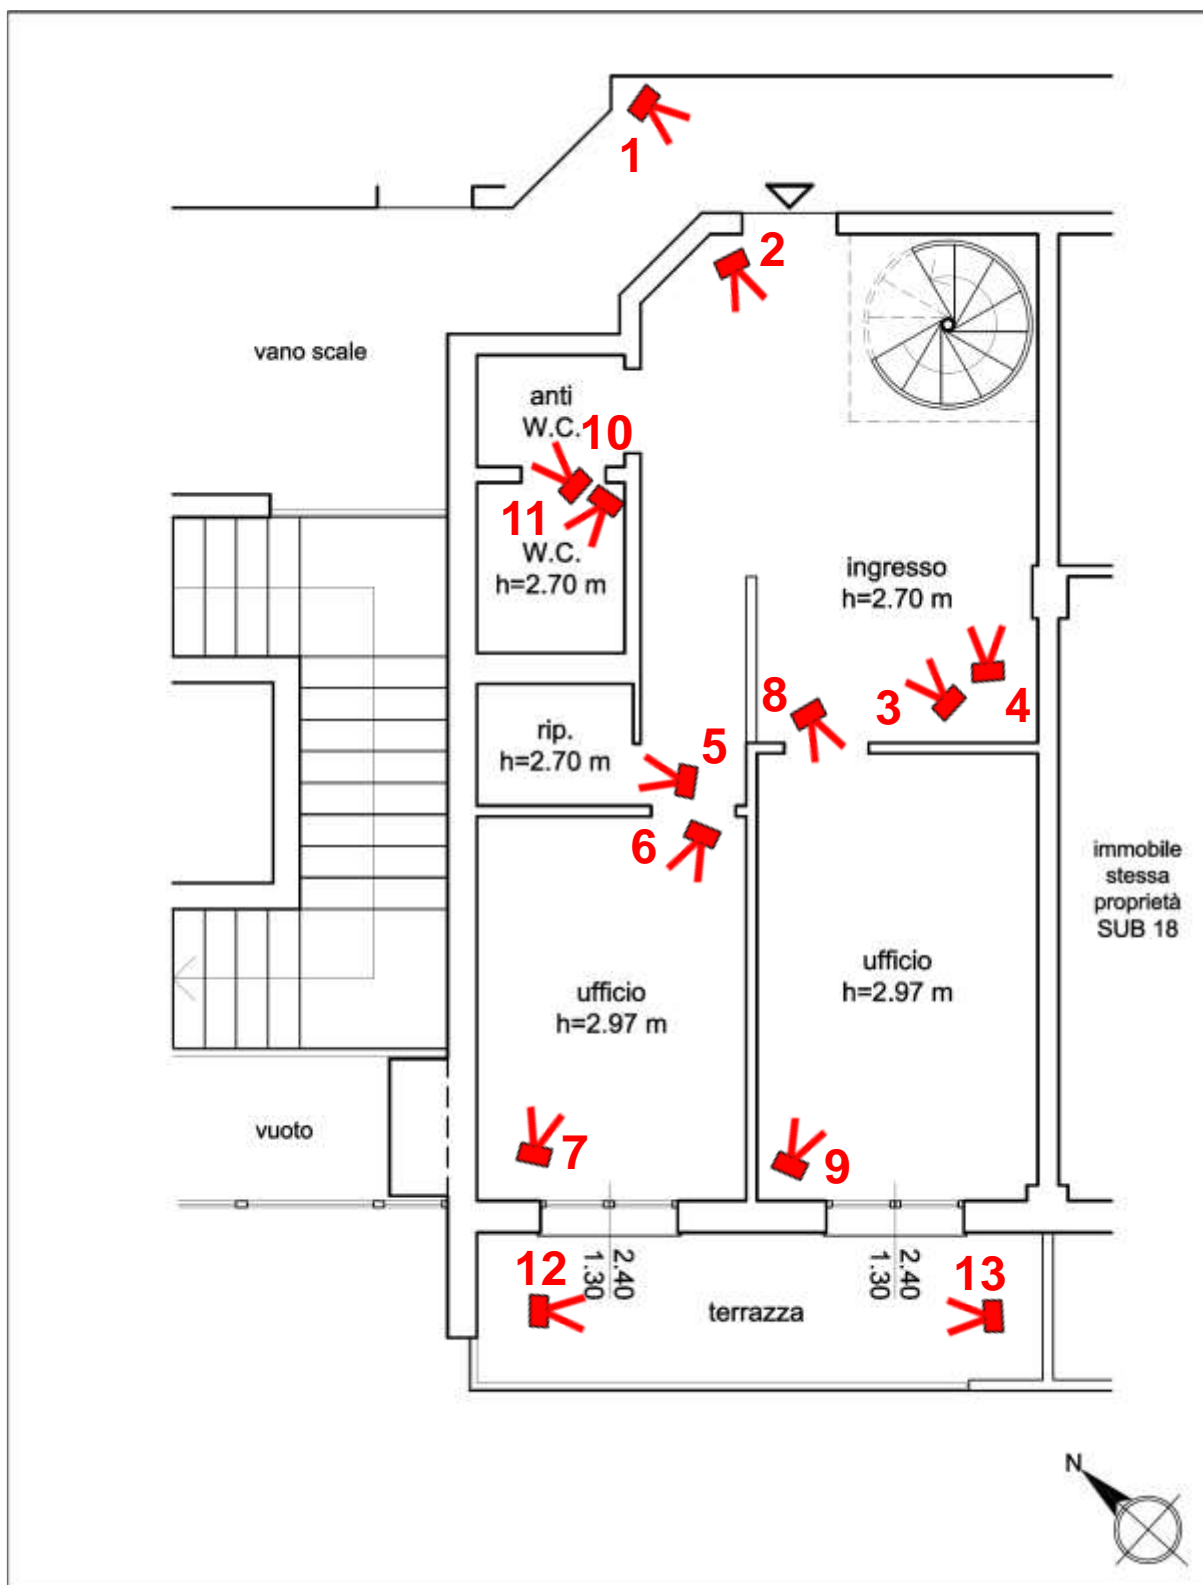 1
2
vano scale
anti
W.C.
10
11
W.C.
h=2.70 m
ingresso
h=2.70 m
8
3
4
rip.
h=2.70 m
5
6
immobile
stessa
proprietà
SUB 18
ufficio
h=2.97 m
ufficio
h=2.97 m
vuoto
7
9
12
2.40
1.30
2.40
1.30
13
terrazza
N